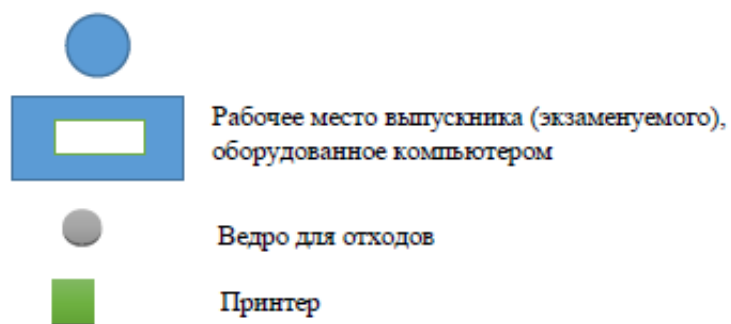 Рабочее место выпускника (экзаменуемого),
оборудованное компьютером
Ведро для отходов
Принтер